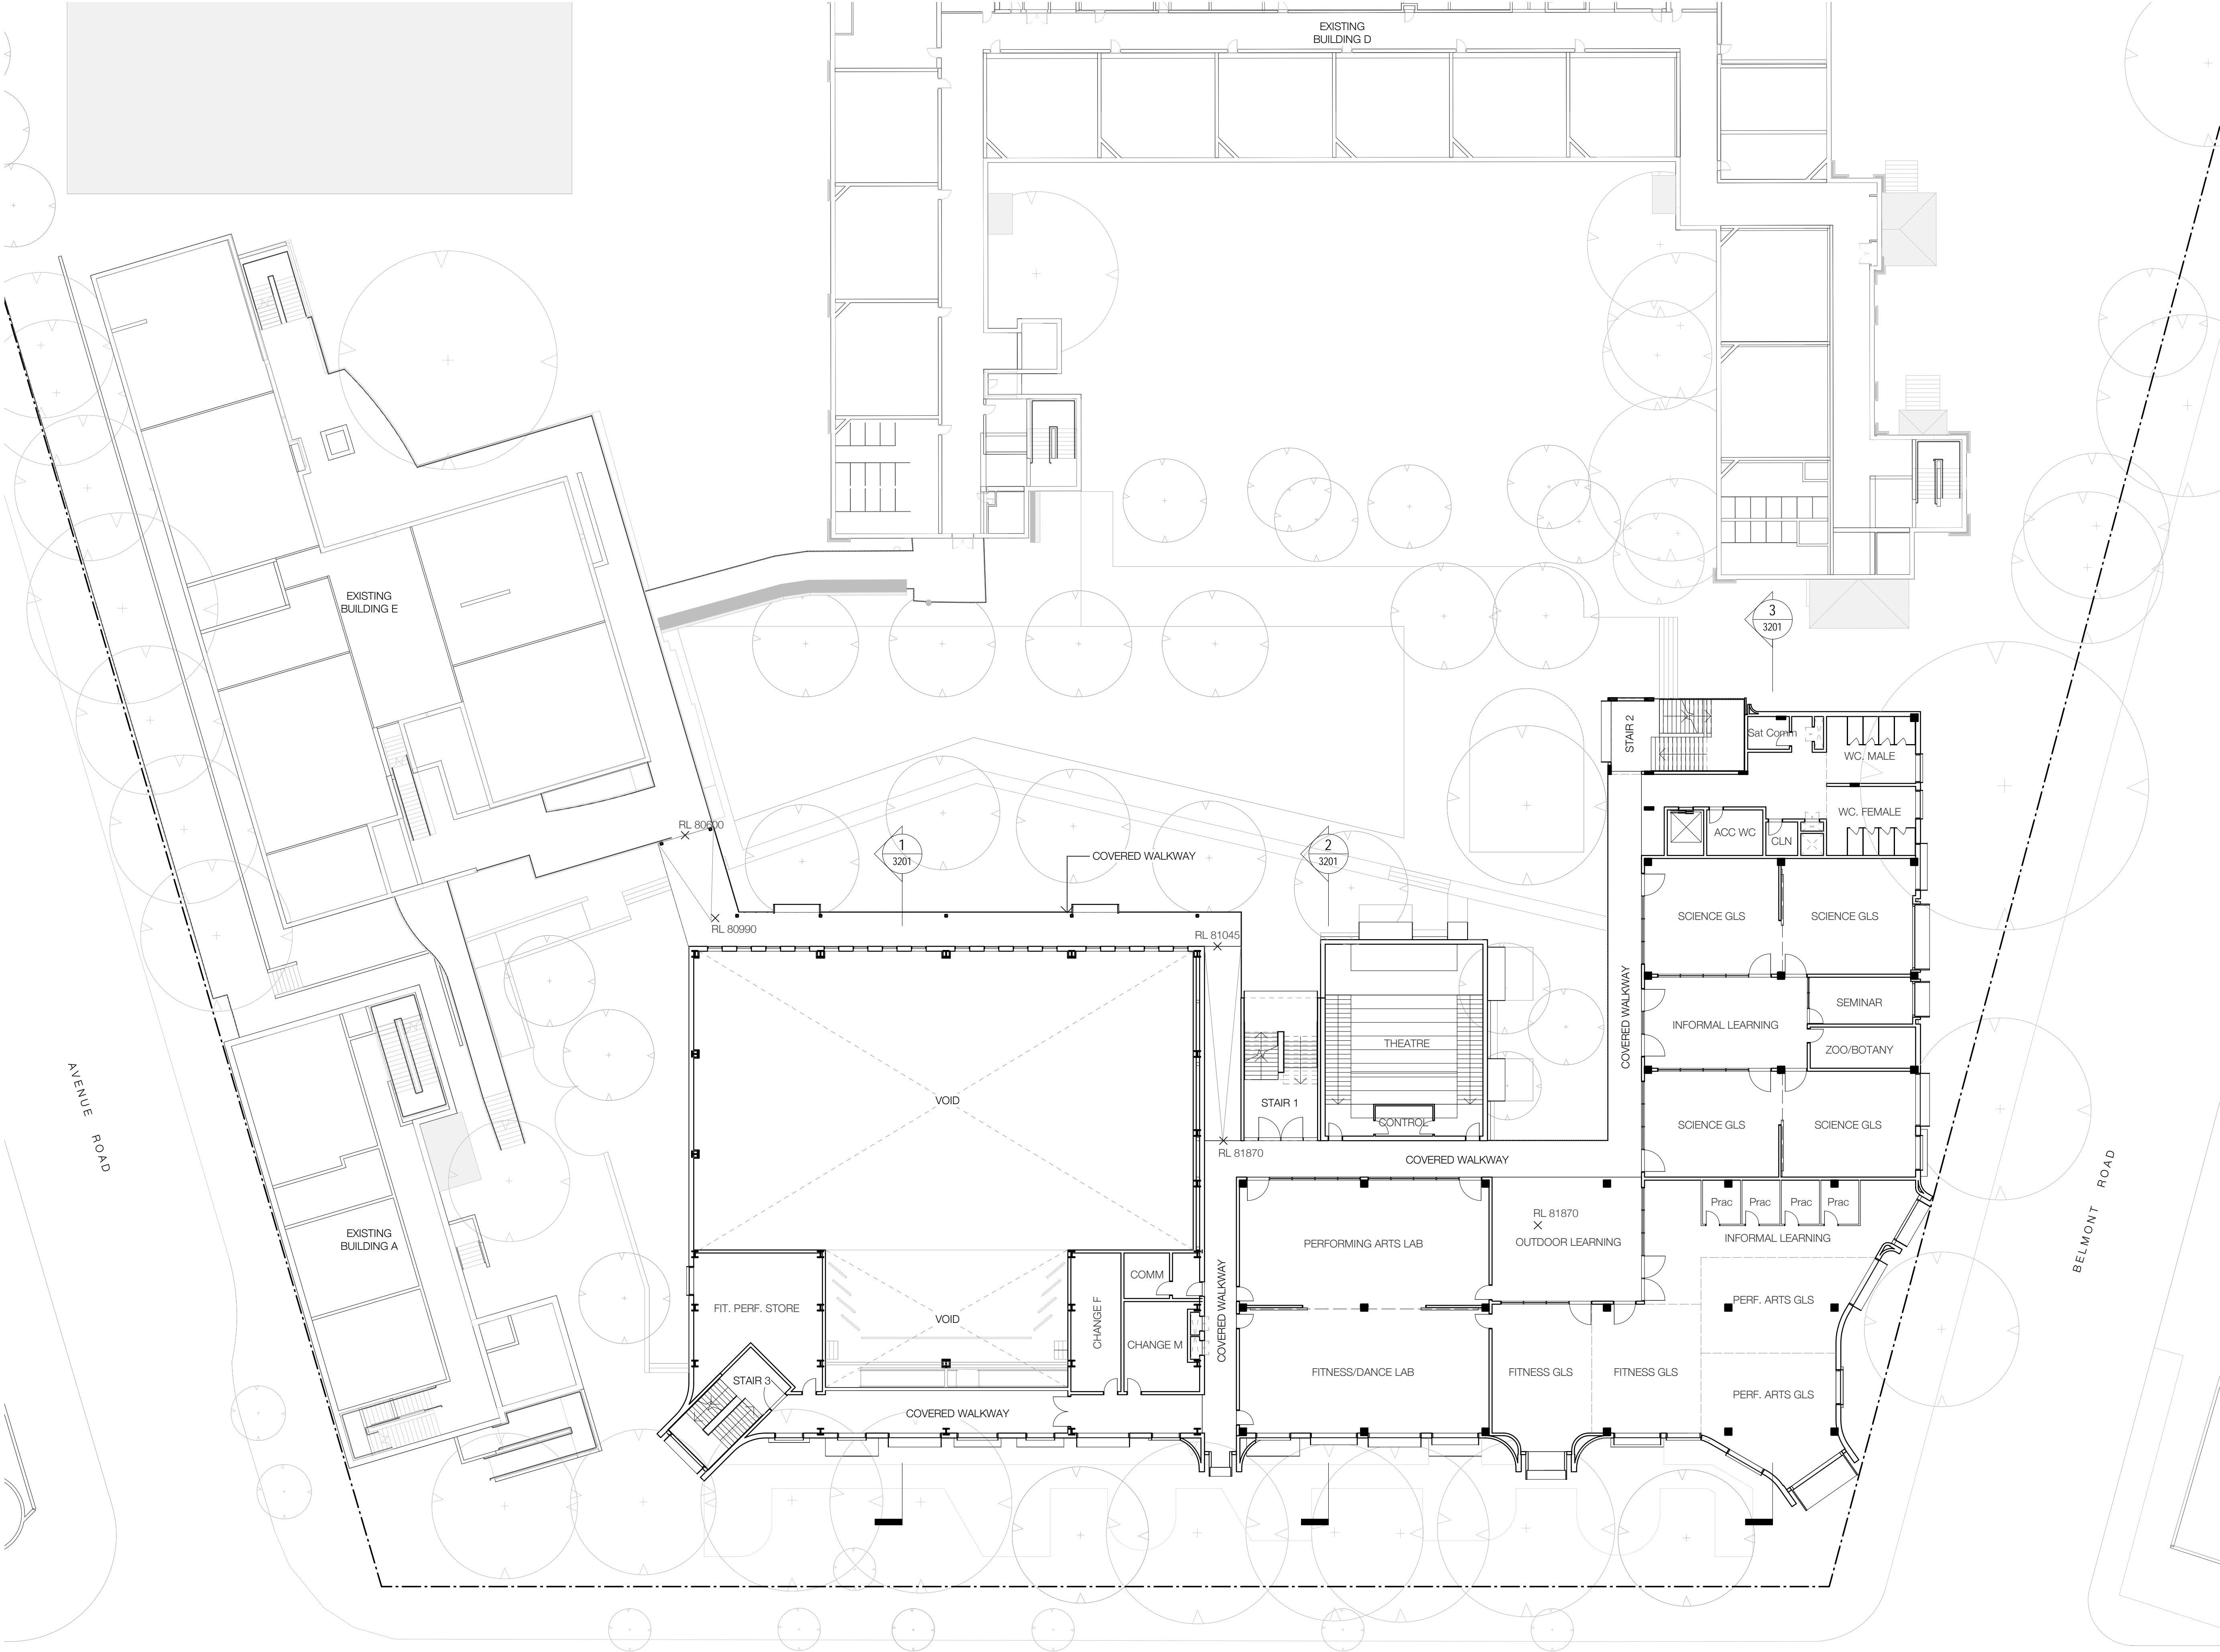 EXISTING
BUILDING D
EXISTING
BUILDING E
3
3201
STAIR 2
Sat Comm
WC. MALE
WC. FEMALE
ACC WC
CLN
RL 80600
1
3201
2
3201
COVERED WALKWAY
RL 80990
RL 81045
SCIENCE GLS
SCIENCE GLS
COVERED WALKWAY
SEMINAR
INFORMAL LEARNING
ZOO/BOTANY
THEATRE
STAIR 1
CONTROL
VOID
SCIENCE GLS
SCIENCE GLS
AVENUE ROAD
RL 81870
COVERED WALKWAY
BELMONT ROAD
Prac
Prac
Prac
Prac
RL 81870
OUTDOOR LEARNING
INFORMAL LEARNING
EXISTING
BUILDING A
PERFORMING ARTS LAB
COMM
FIT. PERF. STORE
VOID
CHANGE F
CHANGE M
COVERED WALKWAY
PERF. ARTS GLS
STAIR 3
FITNESS/DANCE LAB
FITNESS GLS
FITNESS GLS
PERF. ARTS GLS
COVERED WALKWAY